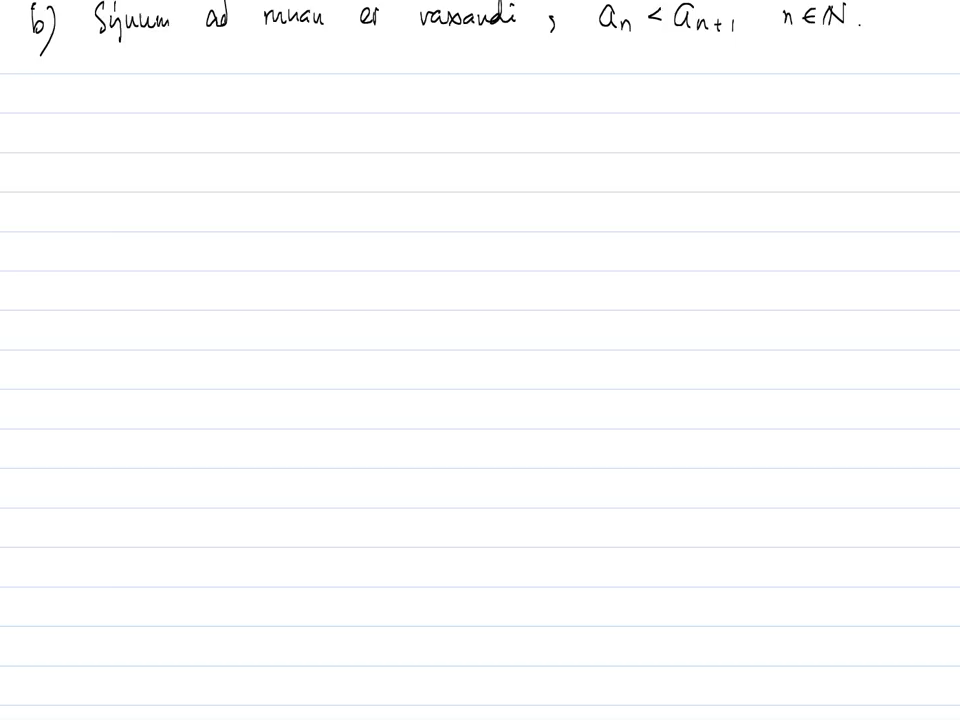 b) Sýnum að runan er vaxandi, aₙ < aₙ₊₁ n ∈ ℕ.